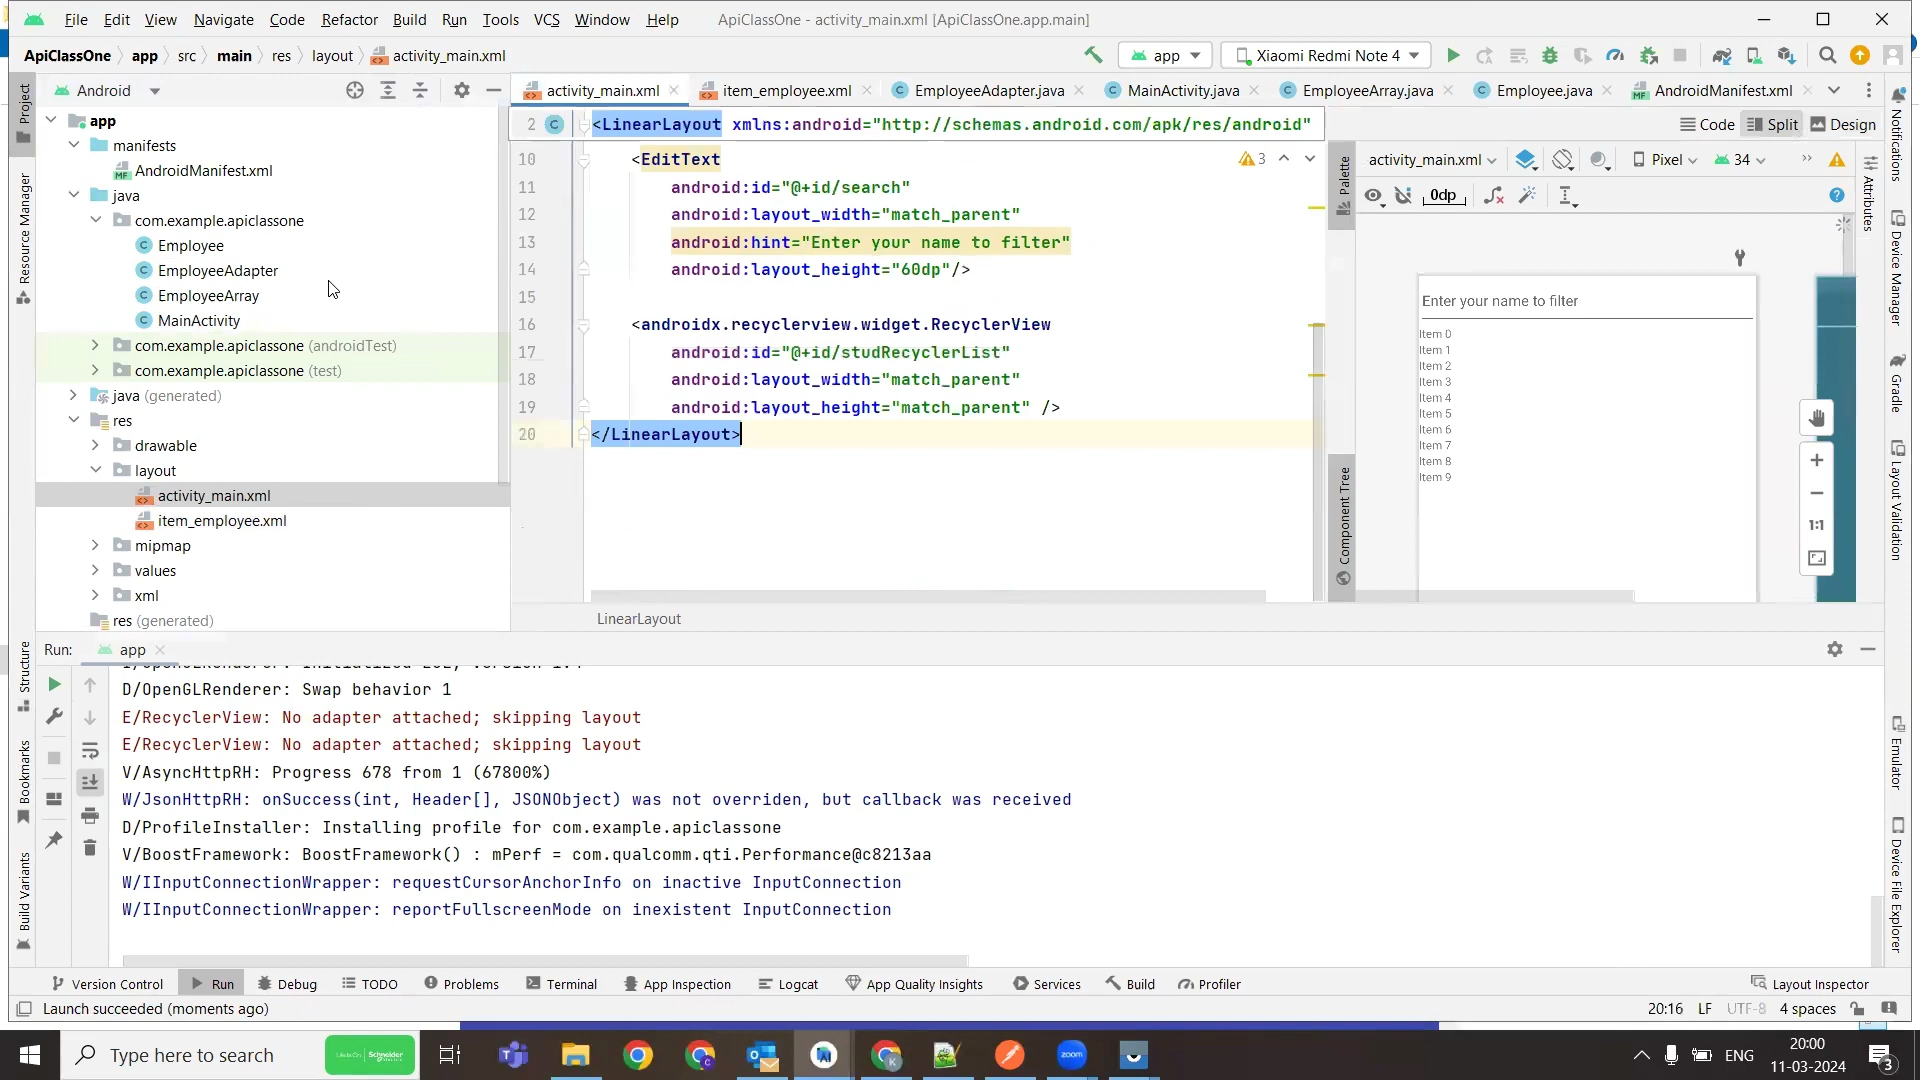 File Edit View Navigate Code Refactor Build Run Tools VCS Window Help ApiClassOne - activity_main.xml [ApiClassOne.app.main]
ApiClassOne app src main res layout activity_main.xml app Xiaomi Redmi Note 4
Android
activity_main.xml item_employee.xml EmployeeAdapter.java MainActivity.java EmployeeArray.java Employee.java AndroidManifest.xml
Code Split Design
Project
Resource Manager
Structure
Bookmarks
Build Variants
app
manifests
AndroidManifest.xml
java
com.example.apiclassone
Employee
EmployeeAdapter
EmployeeArray
MainActivity
com.example.apiclassone (androidTest)
com.example.apiclassone (test)
java (generated)
res
drawable
layout
activity_main.xml
item_employee.xml
mipmap
values
xml
res (generated)
2 C <LinearLayout xmlns:android="http://schemas.android.com/apk/res/android"
10 <EditText
3
11 android:id="@+id/search"
12 android:layout_width="match_parent"
13 android:hint="Enter your name to filter"
14 android:layout_height="60dp"/>
15
16 <androidx.recyclerview.widget.RecyclerView
17 android:id="@+id/studRecyclerList"
18 android:layout_width="match_parent"
19 android:layout_height="match_parent" />
20 </LinearLayout>
LinearLayout
Palette
Component Tree
activity_main.xml Pixel 34
0dp
Enter your name to filter
Item 0
Item 1
Item 2
Item 3
Item 4
Item 5
Item 6
Item 7
Item 8
Item 9
1:1
Attributes
Notifications
Device Manager
Gradle
Layout Validation
Emulator
Device File Explorer
Run: app
D/OpenGLRenderer: Swap behavior 1
E/RecyclerView: No adapter attached; skipping layout
E/RecyclerView: No adapter attached; skipping layout
V/AsyncHttpRH: Progress 678 from 1 (67800%)
W/JsonHttpRH: onSuccess(int, Header[], JSONObject) was not overriden, but callback was received
D/ProfileInstaller: Installing profile for com.example.apiclassone
V/BoostFramework: BoostFramework() : mPerf = com.qualcomm.qti.Performance@c8213aa
W/IInputConnectionWrapper: requestCursorAnchorInfo on inactive InputConnection
W/IInputConnectionWrapper: reportFullscreenMode on inexistent InputConnection
Version Control Run Debug TODO Problems Terminal App Inspection Logcat App Quality Insights Services Build Profiler Layout Inspector
Launch succeeded (moments ago) 20:16 LF UTF-8 4 spaces
Type here to search
zoom
ENG
20:00
11-03-2024
3